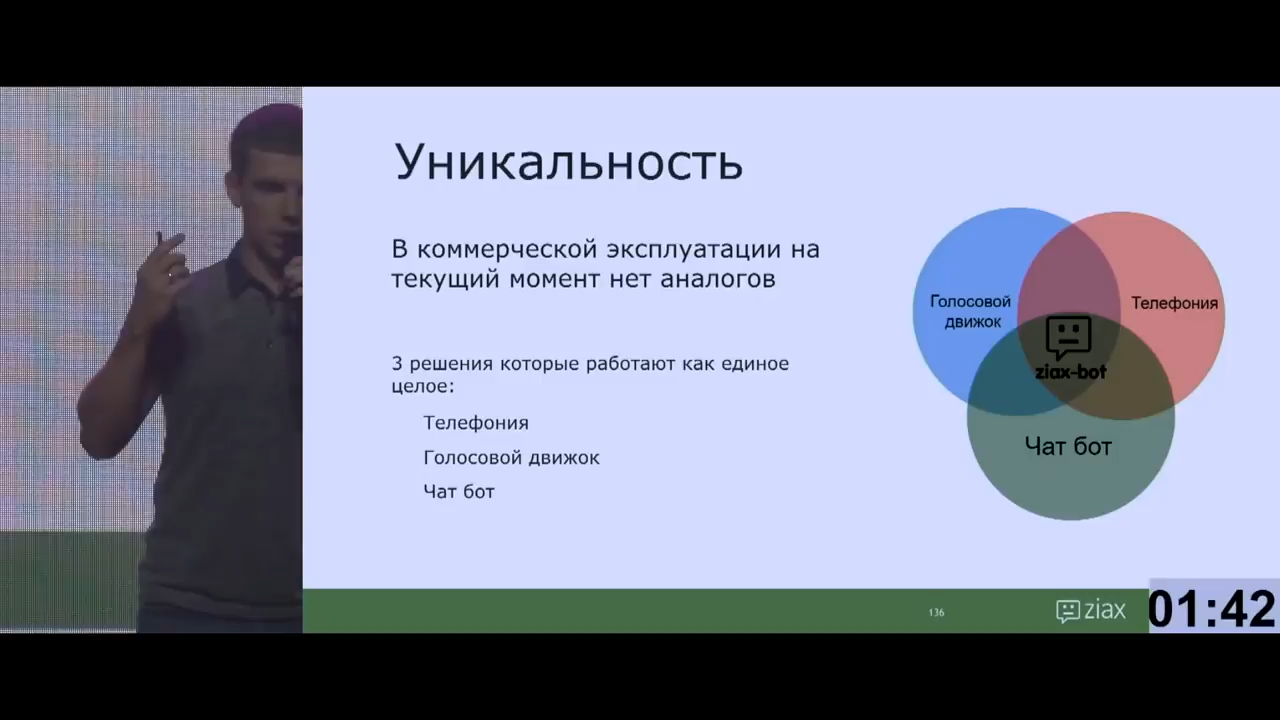 Уникальность
В коммерческой эксплуатации на
текущий момент нет аналогов
3 решения которые работают как единое
целое:
Телефония
Голосовой движок
Чат бот
Голосовой
движок
Телефония
ziax-bot
Чат бот
136
ziax
01:42